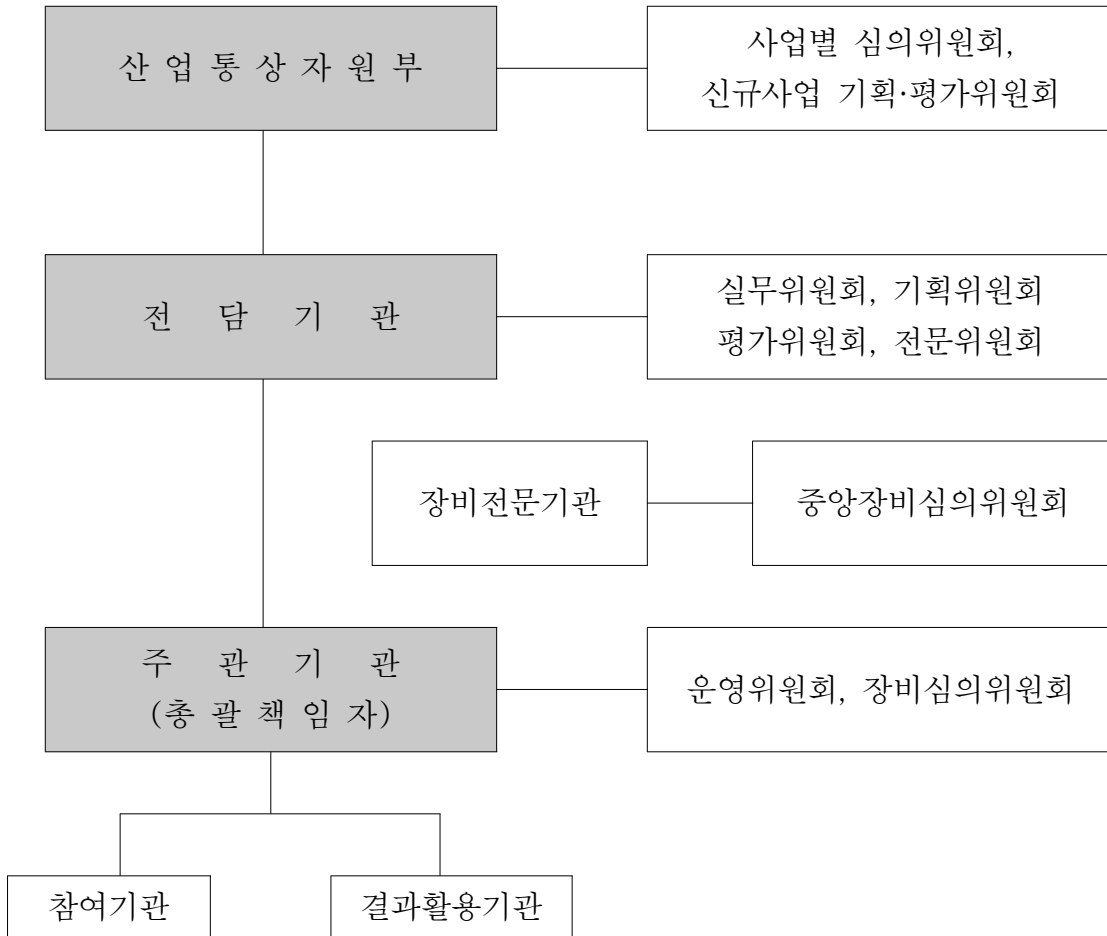 산 업 통 상 자 원 부
사업별 심의위원회,
신규사업 기획·평가위원회
전 담 기 관
실무위원회, 기획위원회
평가위원회, 전문위원회
장비전문기관
중앙장비심의위원회
주 관 기 관
(총 괄 책 임 자)
운영위원회, 장비심의위원회
참여기관
결과활용기관